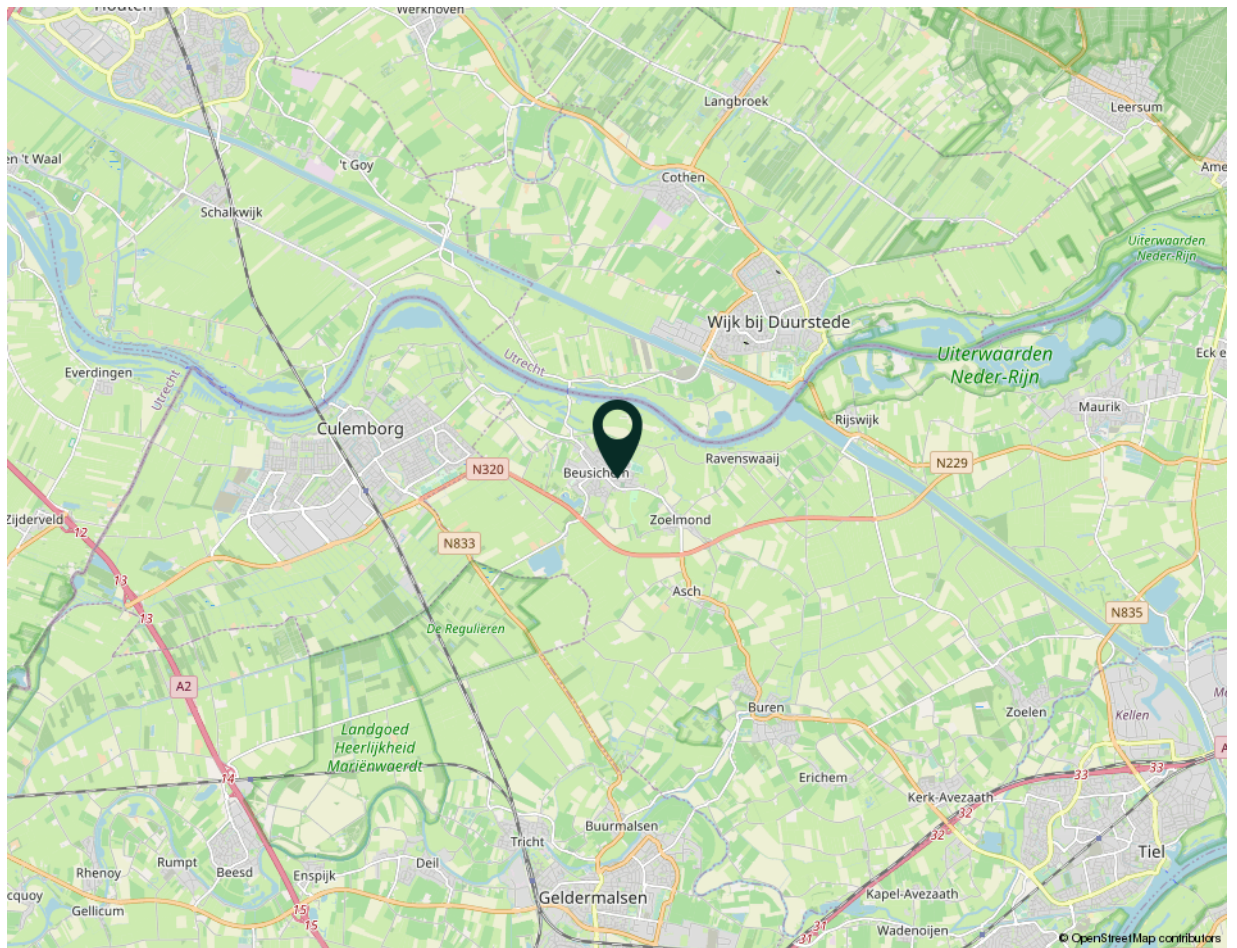 Houten
Werkhoven
Langbroek
Leersum
en 't Waal
't Goy
Cothen
Ame
Schalkwijk
Uiterwaarden
Neder-Rijn
Wijk bij Duurstede
Utrecht
Uiterwaarden
Neder-Rijn
Eck e
Everdingen
Utrecht
Maurik
Culemborg
Rijswijk
N320
Beusichem
Ravenswaaij
N229
Zijderveld
12
Zoelmond
N833
13
Asch
13
N835
De Regulieren
A2
Buren
Zoelen
Kellen
Me
Landgoed
Heerlijkheid
Mariënwaerdt
A
14
Erichem
33
33
Kerk-Avezaath
32
32
Buurmalsen
Tricht
Tiel
Rumpt
Deil
Rhenoy
Beesd
Enspijk
cquoy
Kapel-Avezaath
Geldermalsen
Gellicum
15
15
Wadenoijen
31
31
© OpenStreetMap contributors